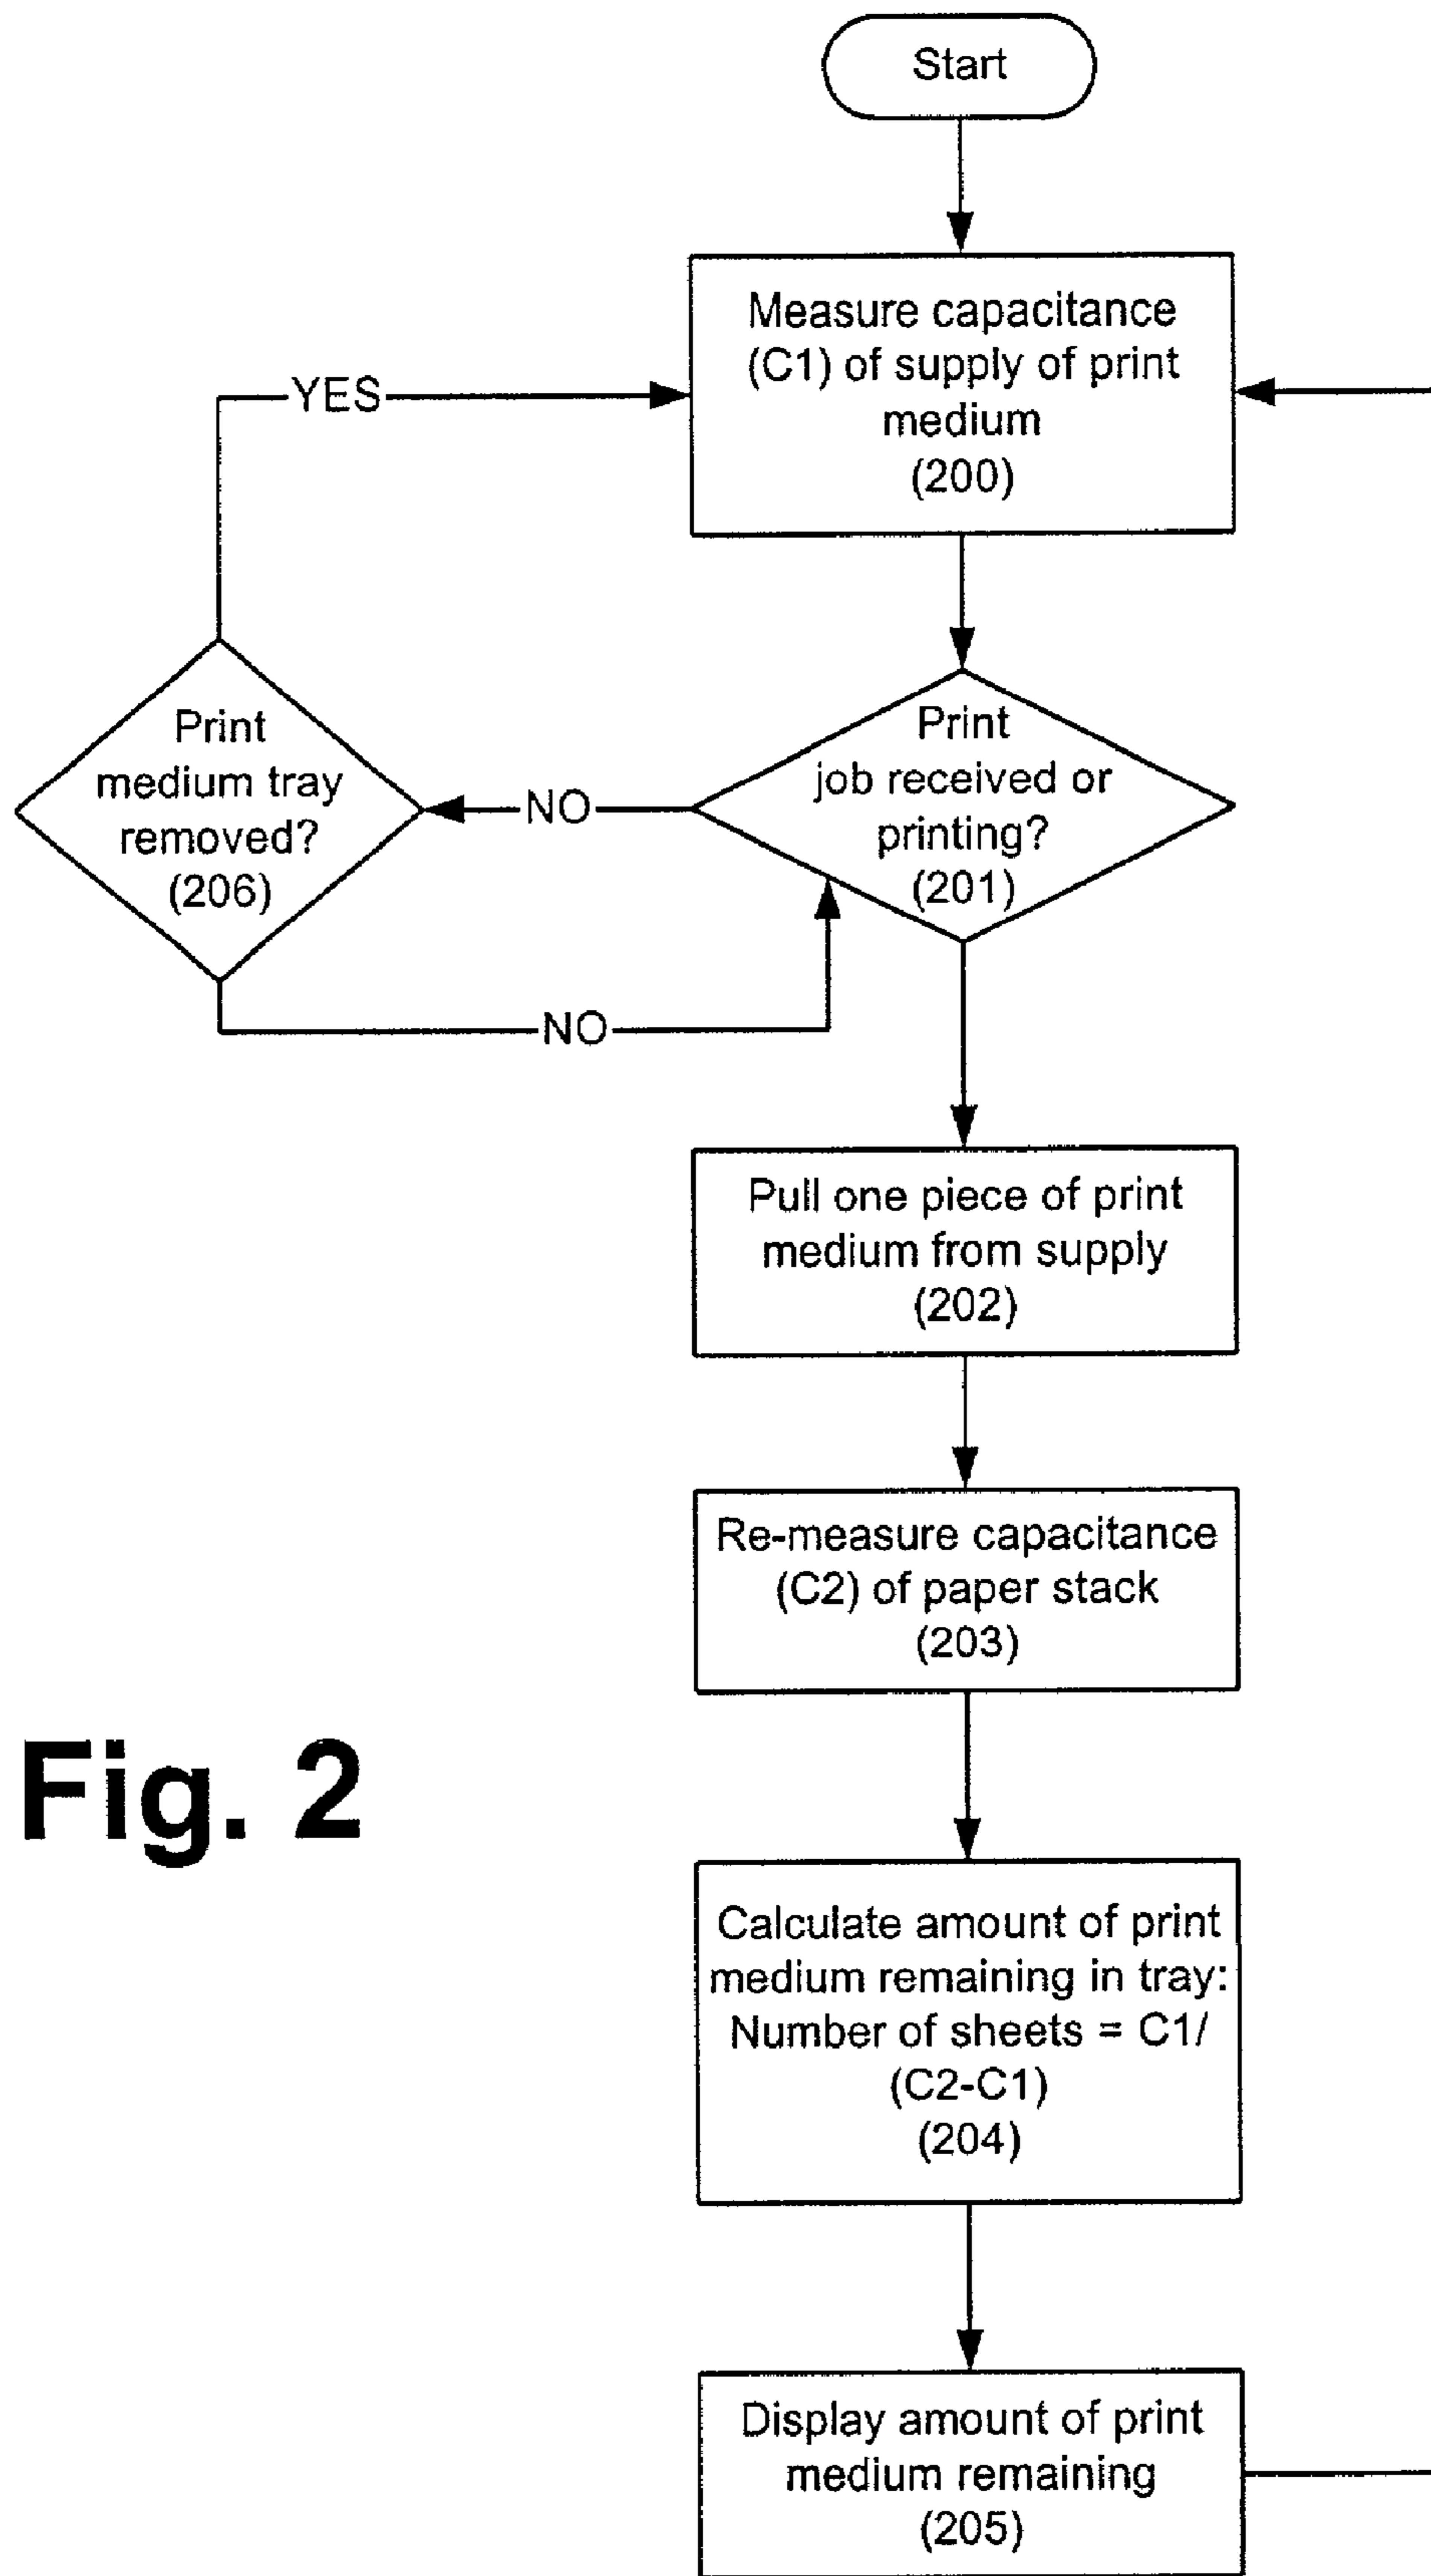 Start
Measure capacitance
(C1) of supply of print
medium
(200)
YES
Print
job received or
printing?
(201)
NO
Print
medium tray
removed?
(206)
NO
Pull one piece of print
medium from supply
(202)
Re-measure capacitance
(C2) of paper stack
(203)
Calculate amount of print
medium remaining in tray:
Number of sheets = C1/
(C2-C1)
(204)
Display amount of print
medium remaining
(205)
Fig. 2